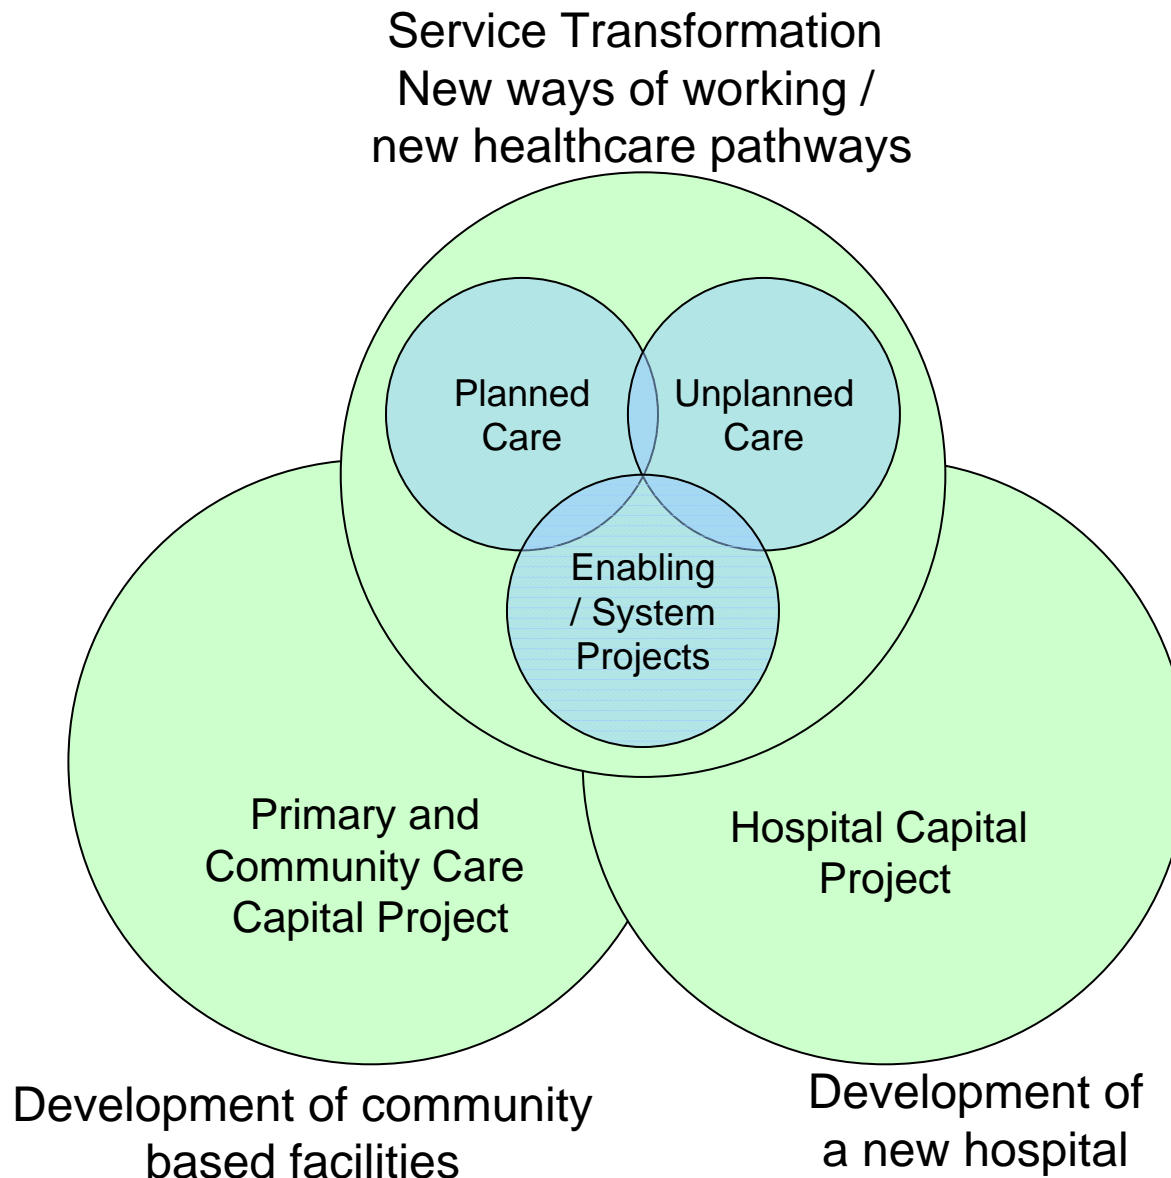 Service Transformation
New ways of working /
new healthcare pathways
Planned
Care
Unplanned
Care
Enabling
/ System
Projects
Primary and
Community Care
Capital Project
Hospital Capital
Project
Development of community
based facilities
Development of
a new hospital